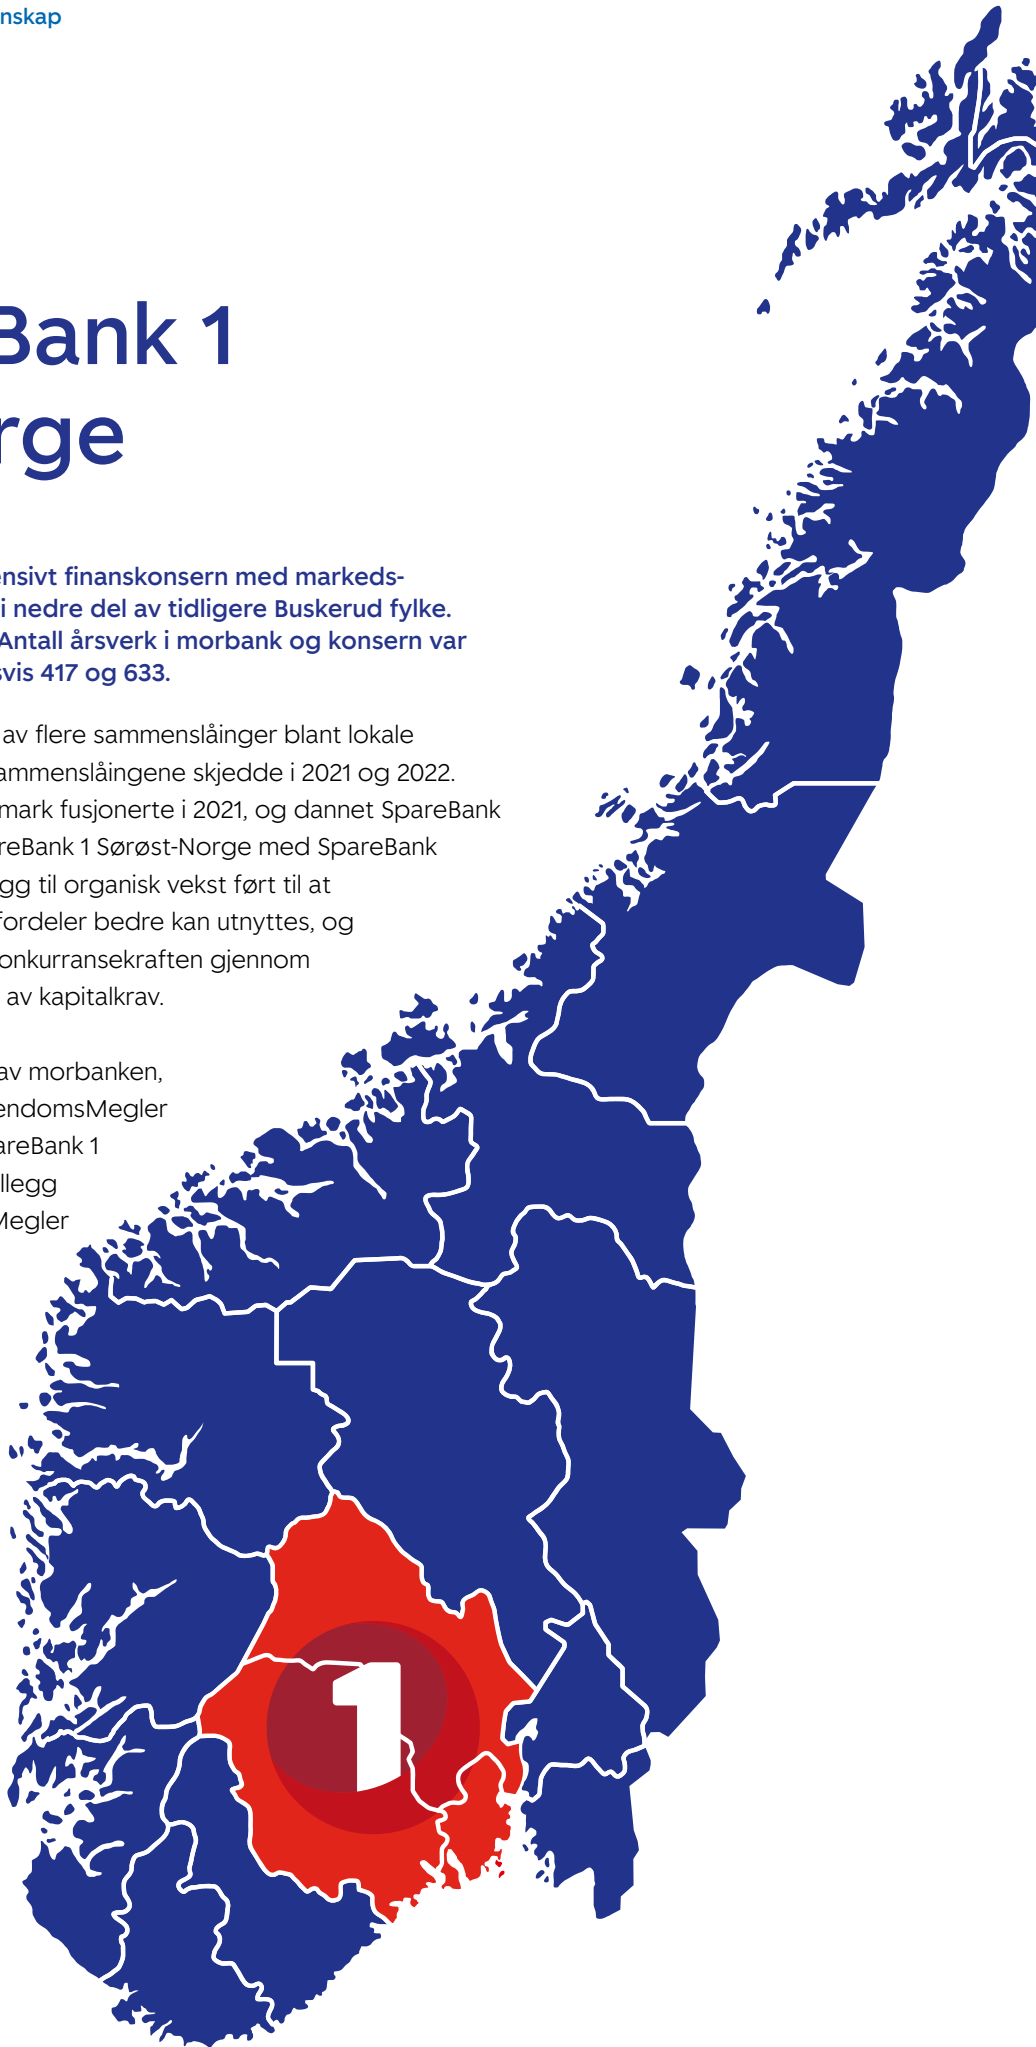 nskap
Bank 1
rge
ensivt finanskonsern med markeds-
i nedre del av tidligere Buskerud fylke.
Antall årsverk i morbank og konsern var
svis 417 og 633.
av flere sammenslåinger blant lokale
ammenslåingene skjedde i 2021 og 2022.
mark fusjonerte i 2021, og dannet SpareBank
reBank 1 Sørøst-Norge med SpareBank
gg til organisk vekst ført til at
fordeler bedre kan utnyttes, og
onkurransekraften gjennom
av kapitalkrav.
av morbanken,
endomsMegler
areBank 1
llegg
Megler
1